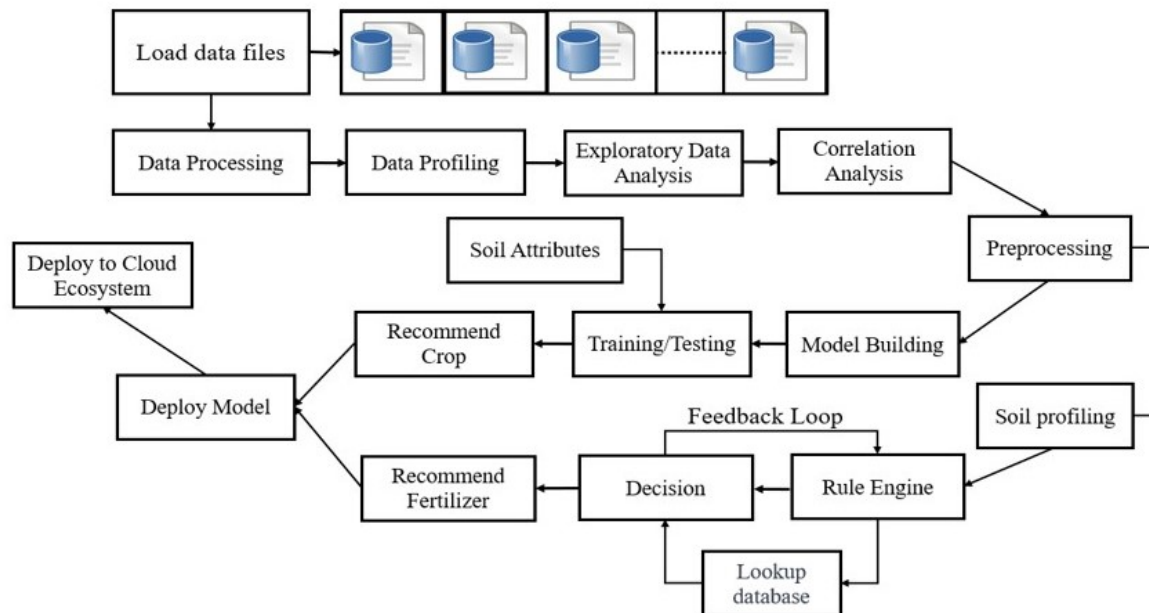 Load data files
Data Processing
Data Profiling
Exploratory Data
Analysis
Correlation
Analysis
Soil Attributes
Preprocessing
Deploy to Cloud
Ecosystem
Recommend
Crop
Training/Testing
Model Building
Deploy Model
Feedback Loop
Soil profiling
Recommend
Fertilizer
Decision
Rule Engine
Lookup
database